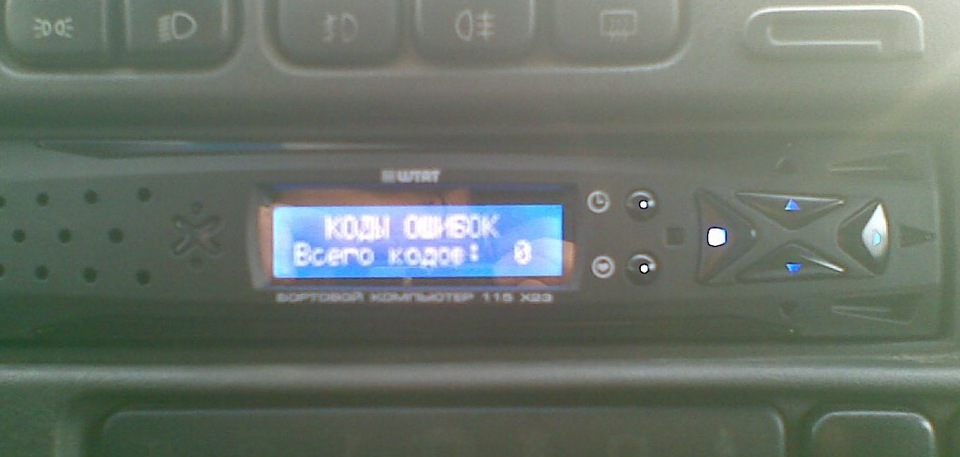 ШТАТ
КОДЫ ОШИБОК
Всего кодов: 0
БОРТОВОЙ КОМПЬЮТЕР 115 X23